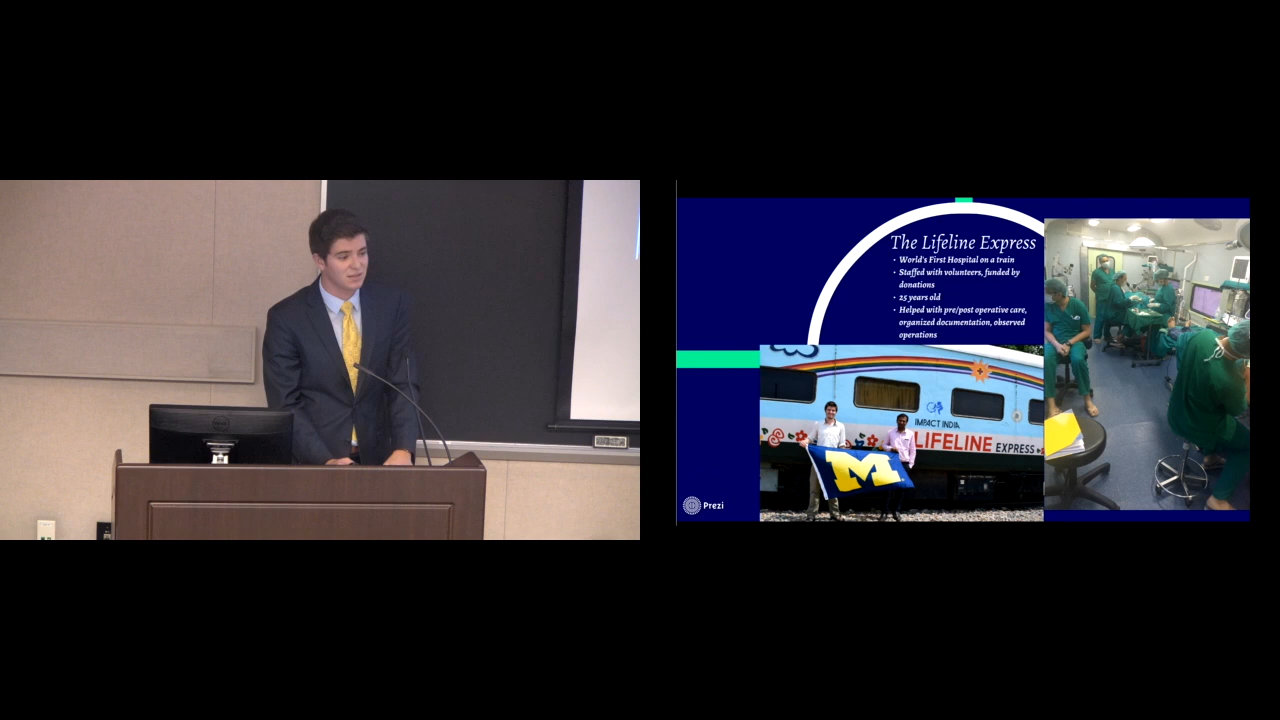 The Lifeline Express
• World's First Hospital on a train
• Staffed with volunteers, funded by
donations
• 25 years old
• Helped with pre/post operative care,
organized documentation, observed
operations
IMPACT INDIA
LIFELINE EXPRESS
M
Prezi